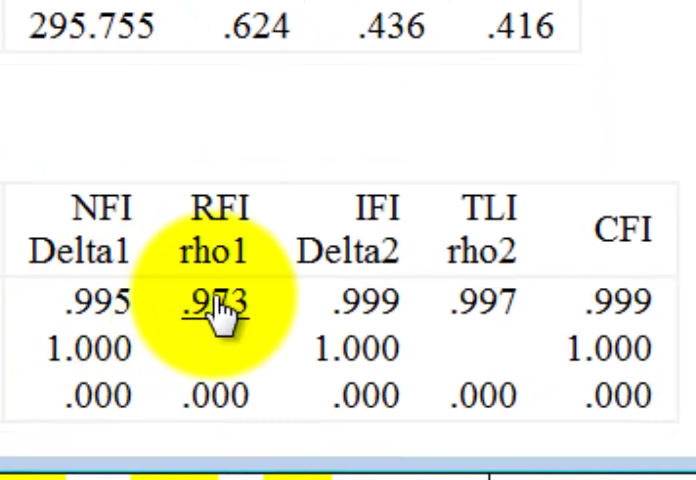 295.755 .624 .436 .416
NFI RFI IFI TLI CFI
Delta1 rho1 Delta2 rho2
.995 .973 .999 .997 .999
1.000 1.000 1.000
.000 .000 .000 .000 .000